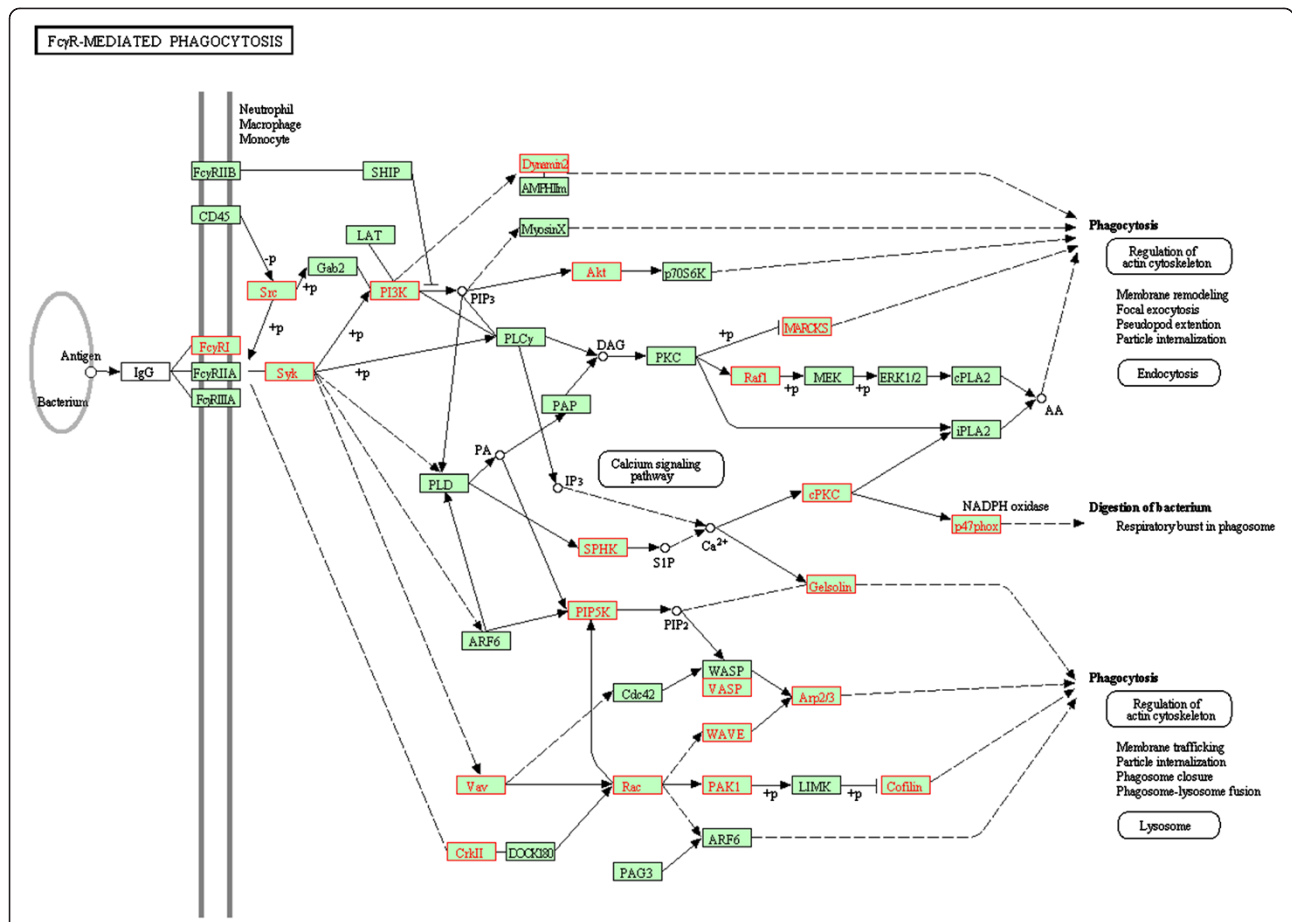 FcγR-MEDIATED PHAGOCYTOSIS
Neutrophil
Macrophage
Monocyte
FcγRIIB
SHIP
Dynamin2
AMPHIIm
CD45
LAT
MyosinX
Phagocytosis
Regulation of
actin cytoskeleton
-p
Gab2
+p
Src
PI3K
PIP3
Akt
p70S6K
Membrane remodeling
Focal exocytosis
Pseudopod extention
Particle internalization
+p
+p
PLCγ
DAG
PKC
+p
MARCKS
Antigen
IgG
FcγRI
FcγRIIA
FcγRIIIA
Syk
+p
Raf1
+p
MEK
+p
ERK1/2
cPLA2
Endocytosis
Bacterium
PAP
AA
iPLA2
PA
PLD
IP3
Calcium signaling
pathway
cPKC
NADPH oxidase
p47phox
Digestion of bacterium
Respiratory burst in phagosome
SPHK
S1P
Ca2+
Gelsolin
PIP5K
PIP2
ARF6
WASP
VASP
Cdc42
Arp2/3
Phagocytosis
Regulation of
actin cytoskeleton
WAVE
Membrane trafficking
Particle internalization
Phagosome closure
Phagosome-lysosome fusion
Vav
Rac
PAK1
+p
LIMK
+p
Cofilin
Lysosome
CrkII
DOCK180
ARF6
PAG3